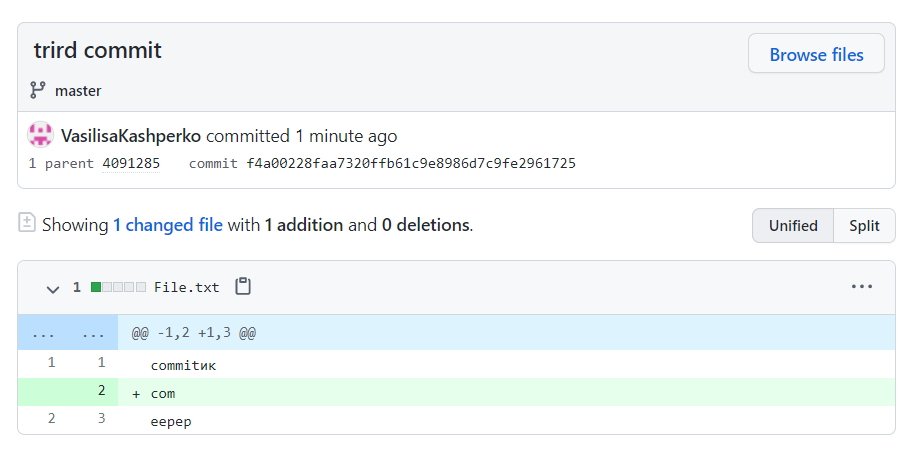 trird commit
Browse files
master
VasilisaKashperko committed 1 minute ago
1 parent 4091285 commit f4a00228faa7320ffb61c9e8986d7c9fe2961725
Showing 1 changed file with 1 addition and 0 deletions.
Unified Split
1 File.txt
... ... @@ -1,2 +1,3 @@
1 1 commitик
2 + com
2 3 eepep